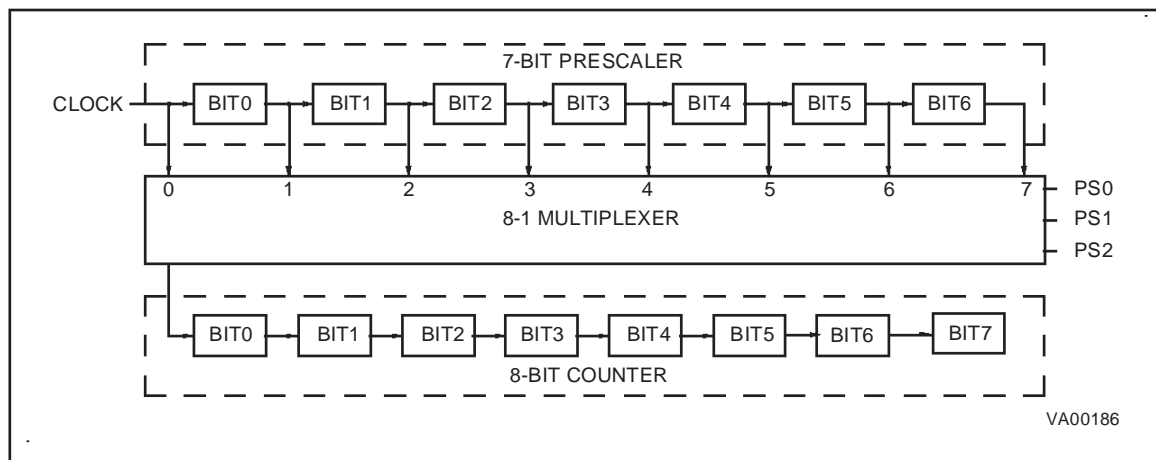 7-BIT PRESCALER
CLOCK BIT0 BIT1 BIT2 BIT3 BIT4 BIT5 BIT6
0 1 2 3 4 5 6 7 PS0
8-1 MULTIPLEXER PS1
PS2
BIT0 BIT1 BIT2 BIT3 BIT4 BIT5 BIT6 BIT7
8-BIT COUNTER
VA00186